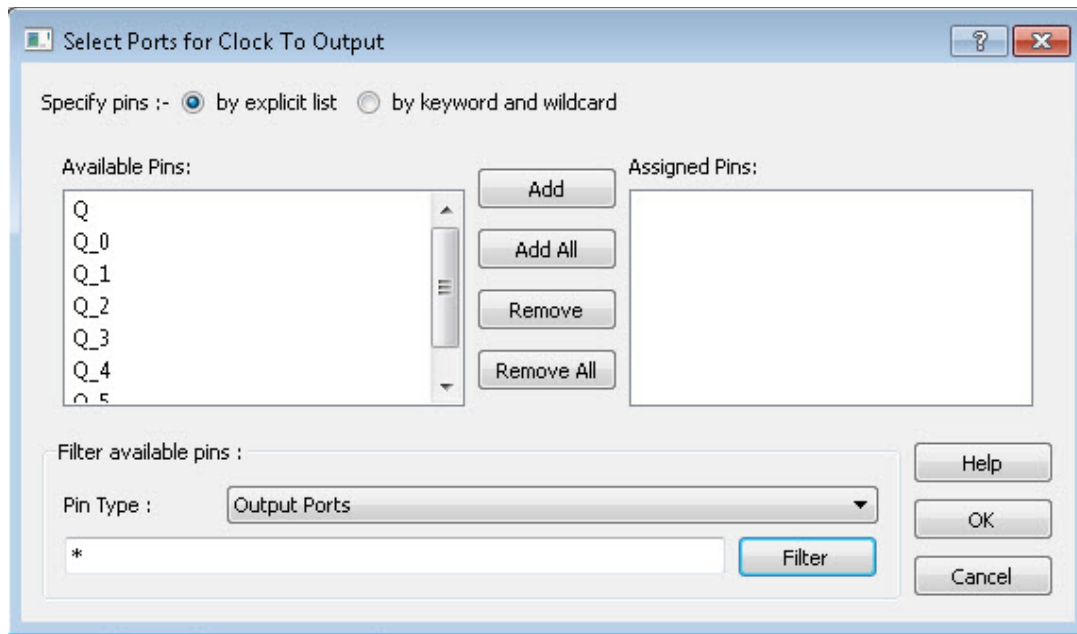 Select Ports for Clock To Output
Specify pins :- by explicit list by keyword and wildcard
Available Pins:
Assigned Pins:
Q
Q_0
Q_1
Q_2
Q_3
Q_4
Q_5
Add
Add All
Remove
Remove All
Filter available pins :
Pin Type :
Output Ports
*
Filter
Help
OK
Cancel